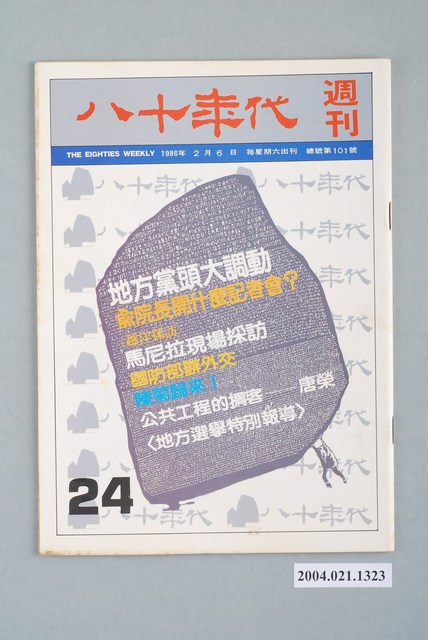 八十年代
週刊
THE EIGHTIES WEEKLY 1986年 2月6日 每星期六出刊 總號第101號
地方黨頭大調動
俞院長開什麼記者會？
馬尼拉現場採訪
國防部辦外交
陳菊歸來！
公共工程的掮客——唐榮
〈地方選舉特別報導〉
24
2004.021.1323